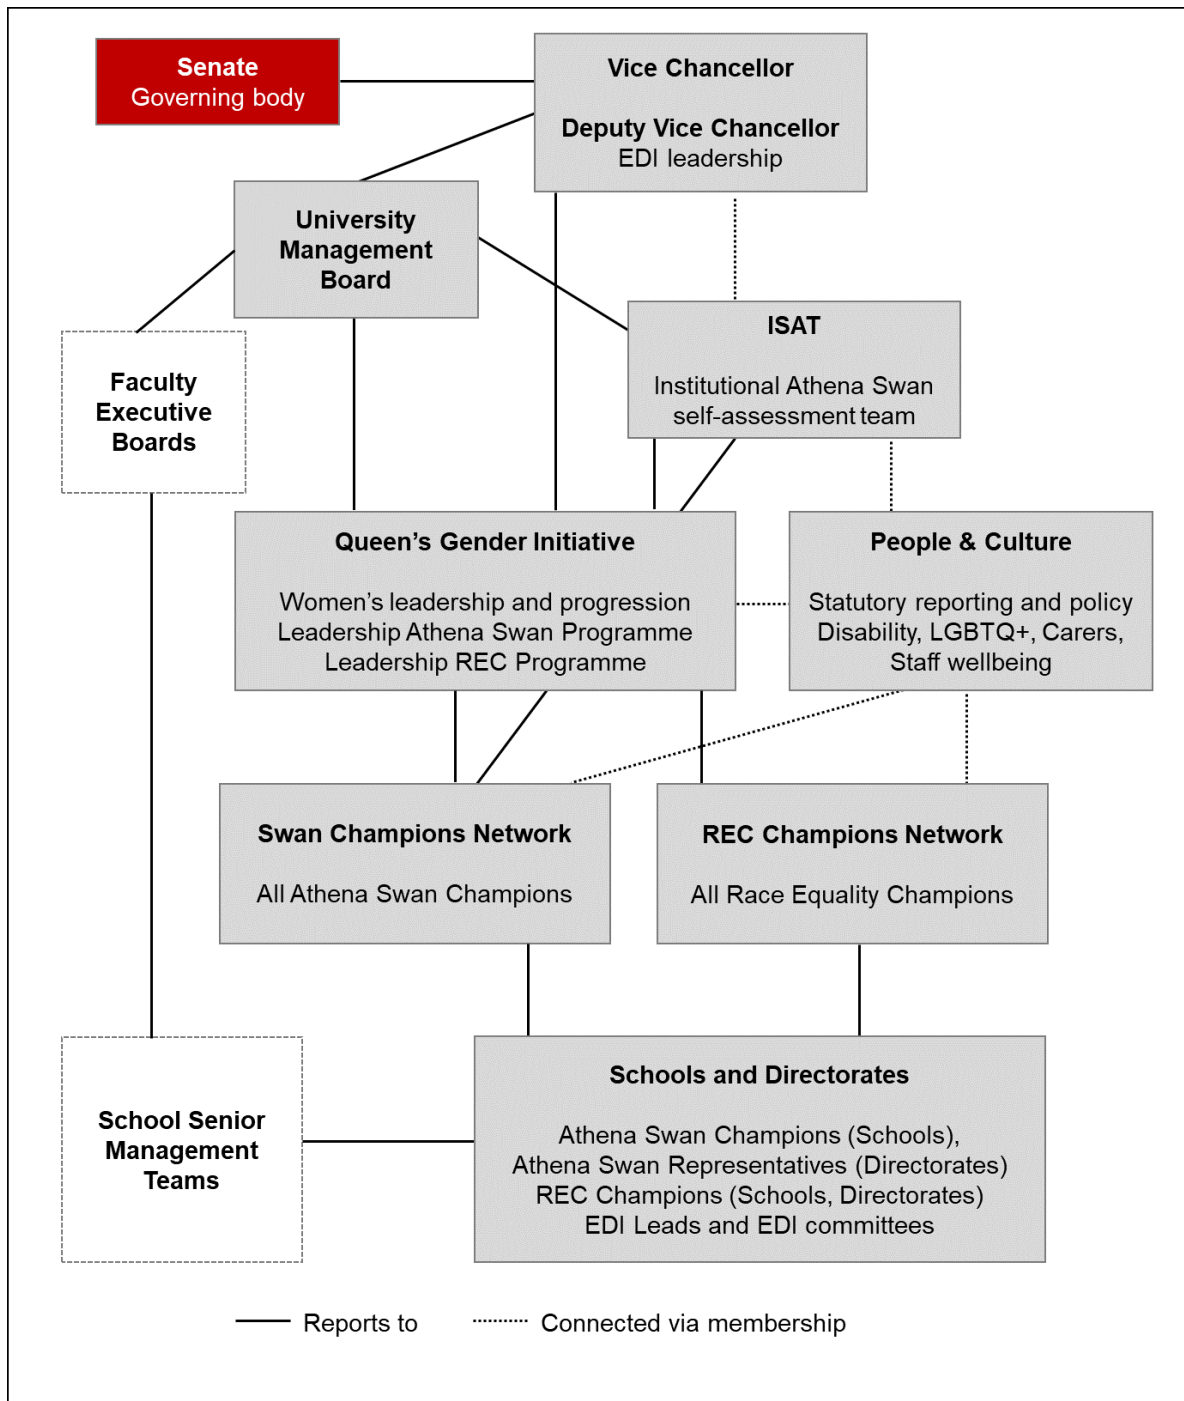 Senate
Governing body
Vice Chancellor
Deputy Vice Chancellor
EDI leadership
University
Management
Board
ISAT
Institutional Athena Swan
self-assessment team
Faculty
Executive
Boards
Queen’s Gender Initiative
Women’s leadership and progression
Leadership Athena Swan Programme
Leadership REC Programme
People & Culture
Statutory reporting and policy
Disability, LGBTQ+, Carers,
Staff wellbeing
Swan Champions Network
All Athena Swan Champions
REC Champions Network
All Race Equality Champions
School Senior
Management
Teams
Schools and Directorates
Athena Swan Champions (Schools),
Athena Swan Representatives (Directorates)
REC Champions (Schools, Directorates)
EDI Leads and EDI committees
Reports to
Connected via membership